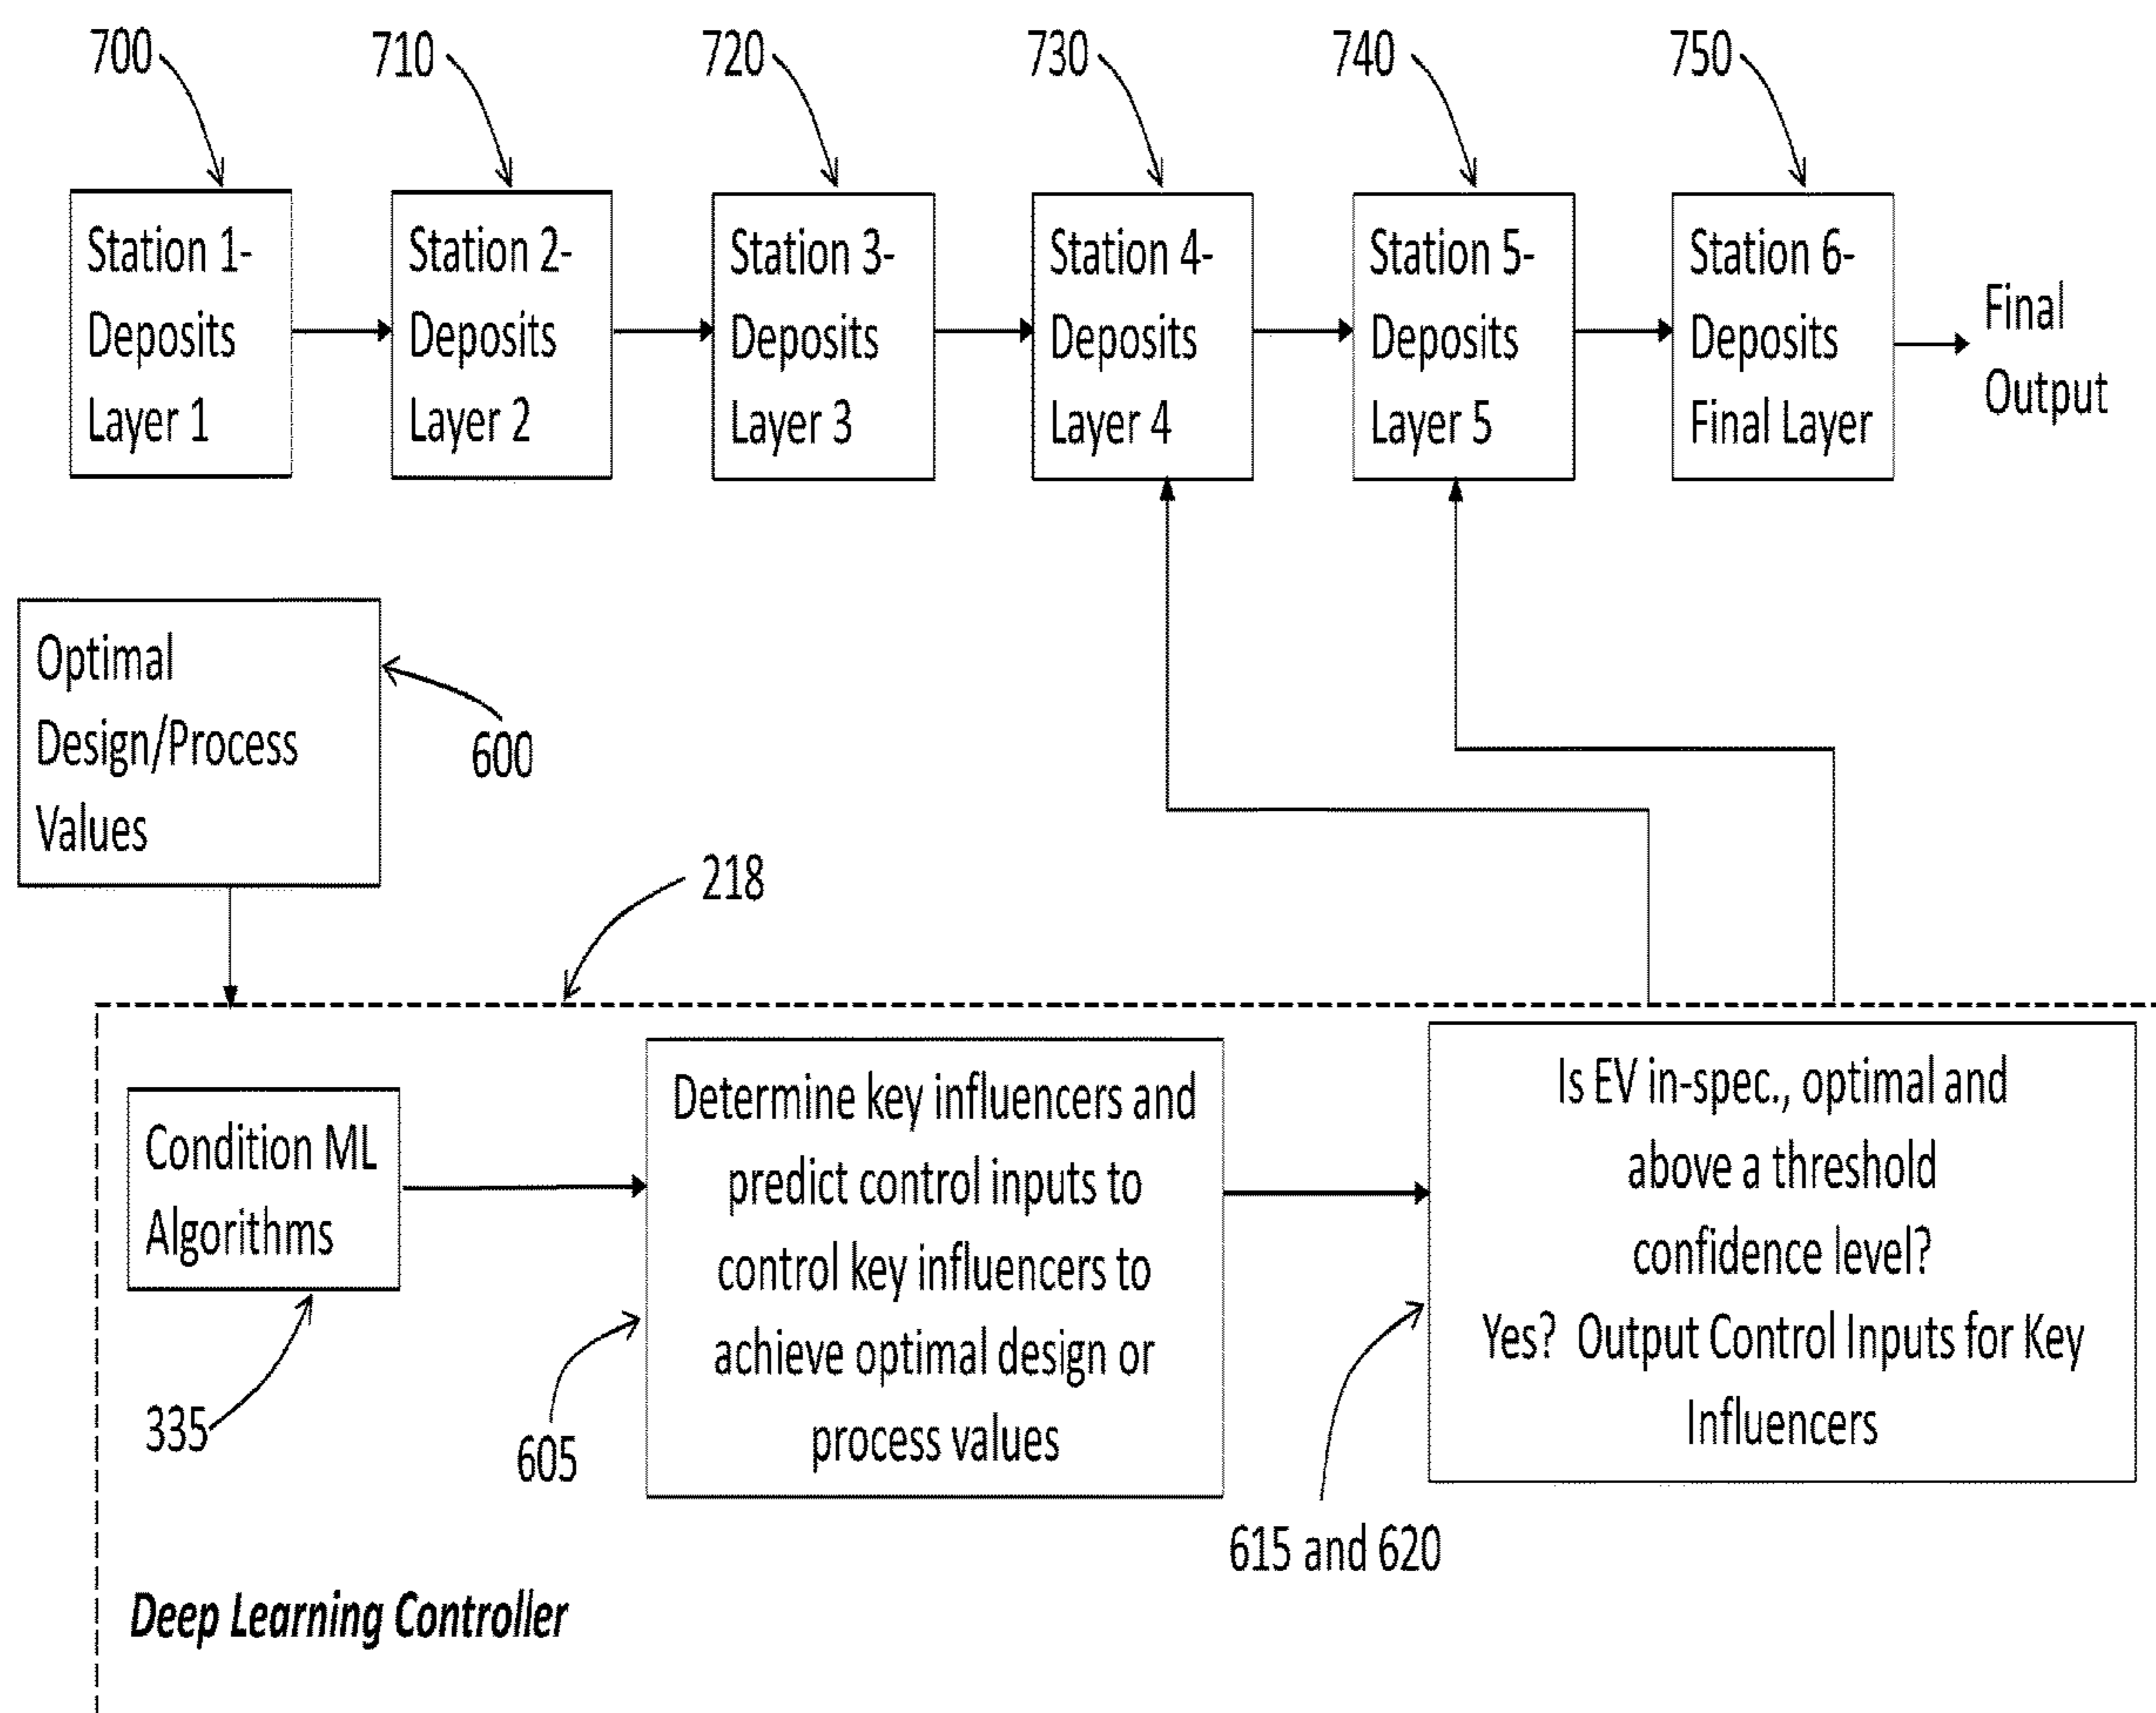 700
710
720
730
740
750
Station 1-
Deposits
Layer 1
Station 2-
Deposits
Layer 2
Station 3-
Deposits
Layer 3
Station 4-
Deposits
Layer 4
Station 5-
Deposits
Layer 5
Station 6-
Deposits
Final Layer
Final
Output
Optimal
Design/Process
Values
600
218
Condition ML
Algorithms
335
Determine key influencers and
predict control inputs to
control key influencers to
achieve optimal design or
process values
605
Is EV in-spec., optimal and
above a threshold
confidence level?
Yes? Output Control Inputs for Key
Influencers
615 and 620
Deep Learning Controller